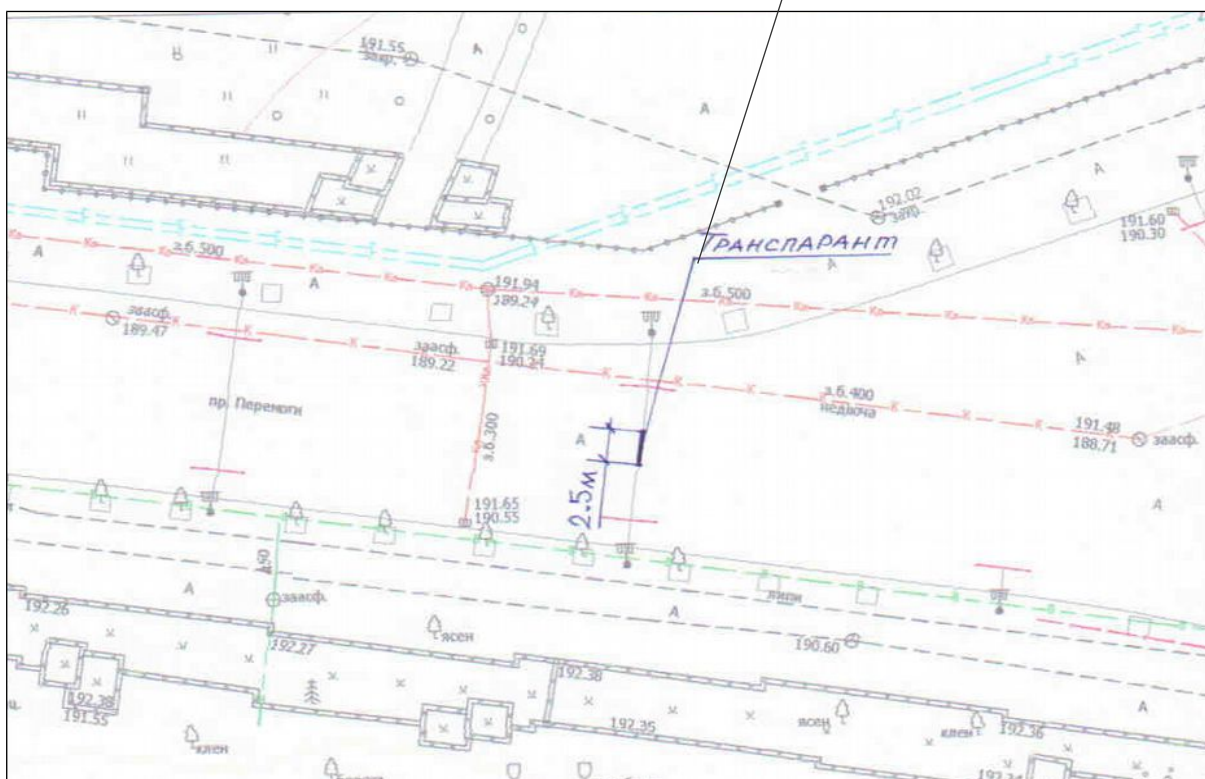 191.55
закр.
A
A
192.02
закр.
A
191.60
190.30
A
з.б.500
ТРАНСПАРАНТ
A
A
191.94
189.24
з.б.500
заасф.
189.47
191.69
190.24
заасф.
189.22
з.б.400
недіюча
пр. Перемоги
з.б.300
A
191.48
188.71
заасф.
2.5м
A
191.65
190.55
A
заасф.
липи
A
192.26
192.27
ясен
190.60
192.38
192.38
191.55
192.35
ясен
клен
192.36
A
клен